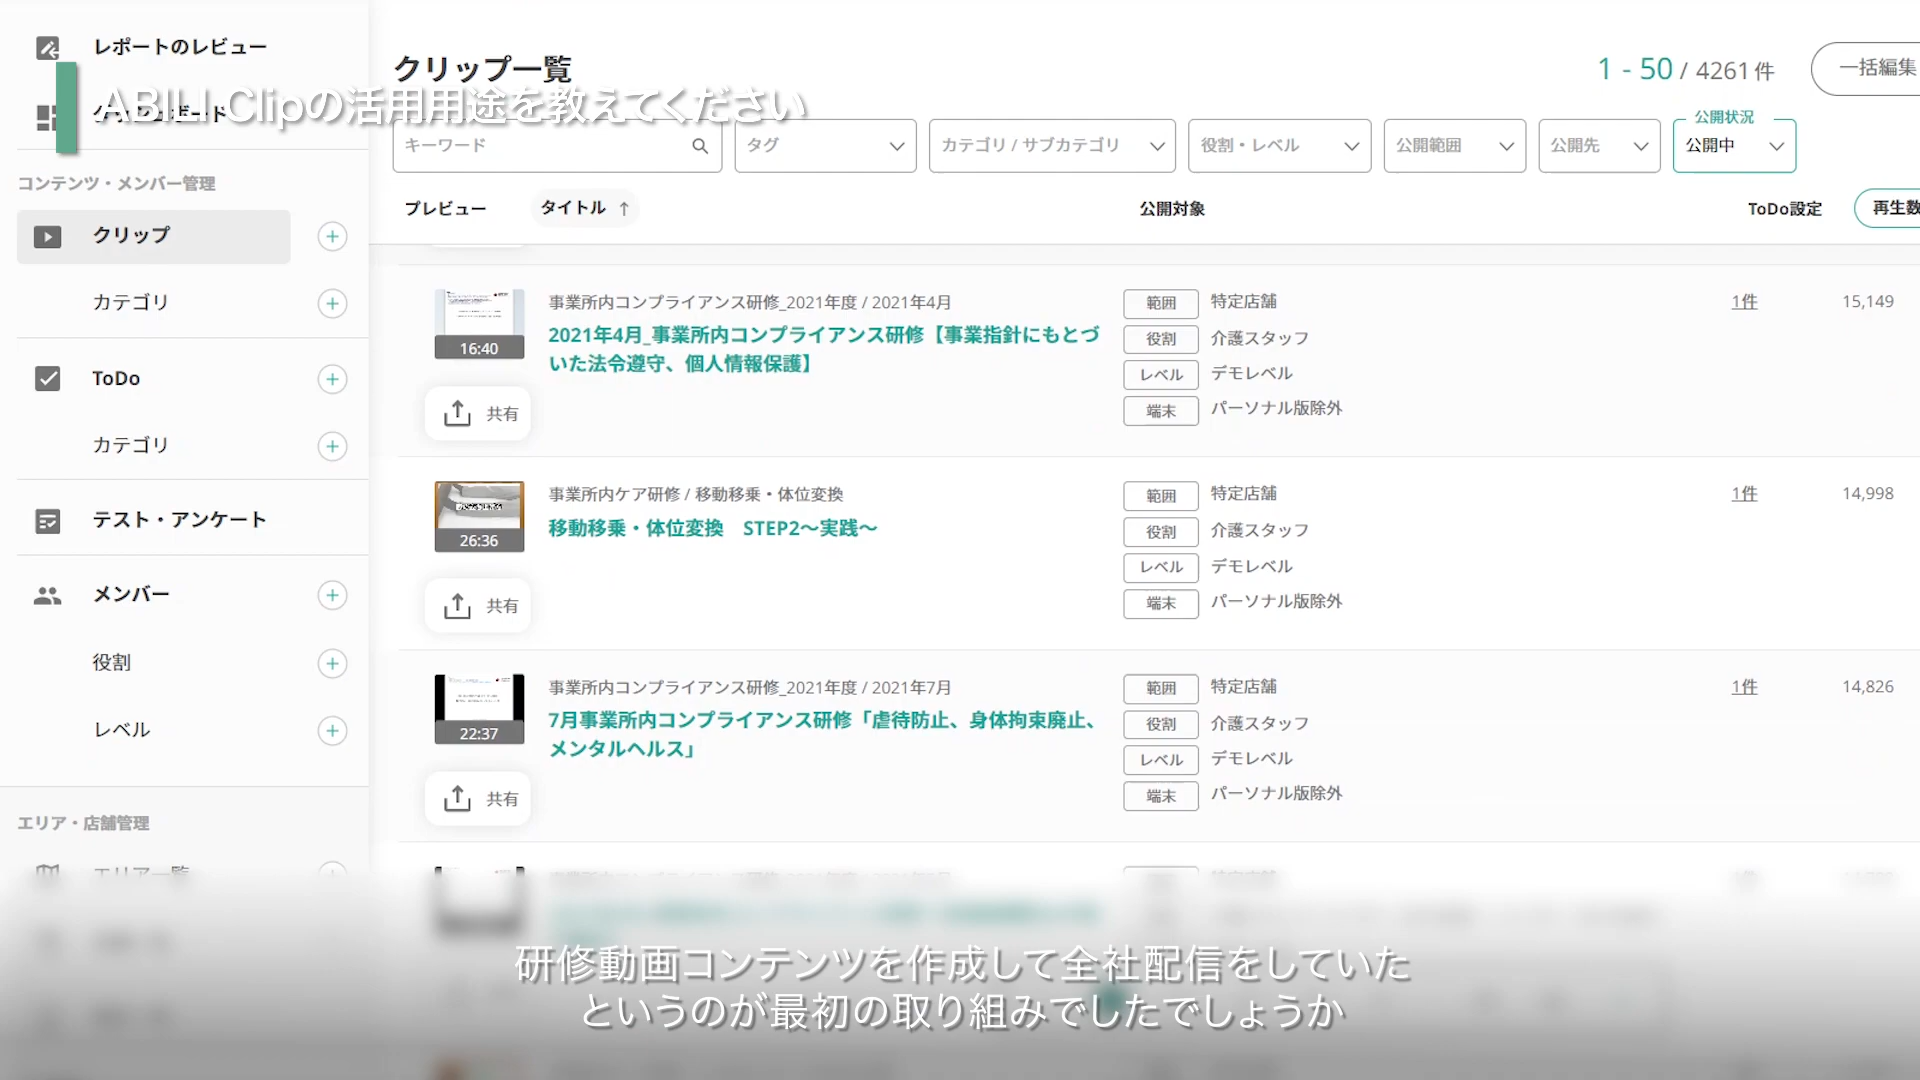 レポートのレビュー
ABILI Clipの活用用途を教えてください
コンテンツ・メンバー管理
クリップ
カテゴリ
ToDo
カテゴリ
テスト・アンケート
メンバー
役割
レベル
エリア・店舗管理
エリア一覧
クリップ一覧
1 - 50 / 4261 件
一括編集
キーワード
タグ
カテゴリ / サブカテゴリ
役割・レベル
公開範囲
公開先
公開状況
公開中
プレビュー
タイトル ↑
公開対象
ToDo設定
再生数
16:40
共有
事業所内コンプライアンス研修_2021年度 / 2021年4月
2021年4月_事業所内コンプライアンス研修【事業指針にもとづ
いた法令遵守、個人情報保護】
範囲 特定店舗
役割 介護スタッフ
レベル デモレベル
端末 パーソナル版除外
1件
15,149
26:36
共有
事業所内ケア研修 / 移動移乗・体位変換
移動移乗・体位変換　STEP2～実践～
範囲 特定店舗
役割 介護スタッフ
レベル デモレベル
端末 パーソナル版除外
1件
14,998
22:37
共有
事業所内コンプライアンス研修_2021年度 / 2021年7月
7月事業所内コンプライアンス研修「虐待防止、身体拘束廃止、
メンタルヘルス」
範囲 特定店舗
役割 介護スタッフ
レベル デモレベル
端末 パーソナル版除外
1件
14,826
研修動画コンテンツを作成して全社配信をしていた
というのが最初の取り組みでしたでしょうか